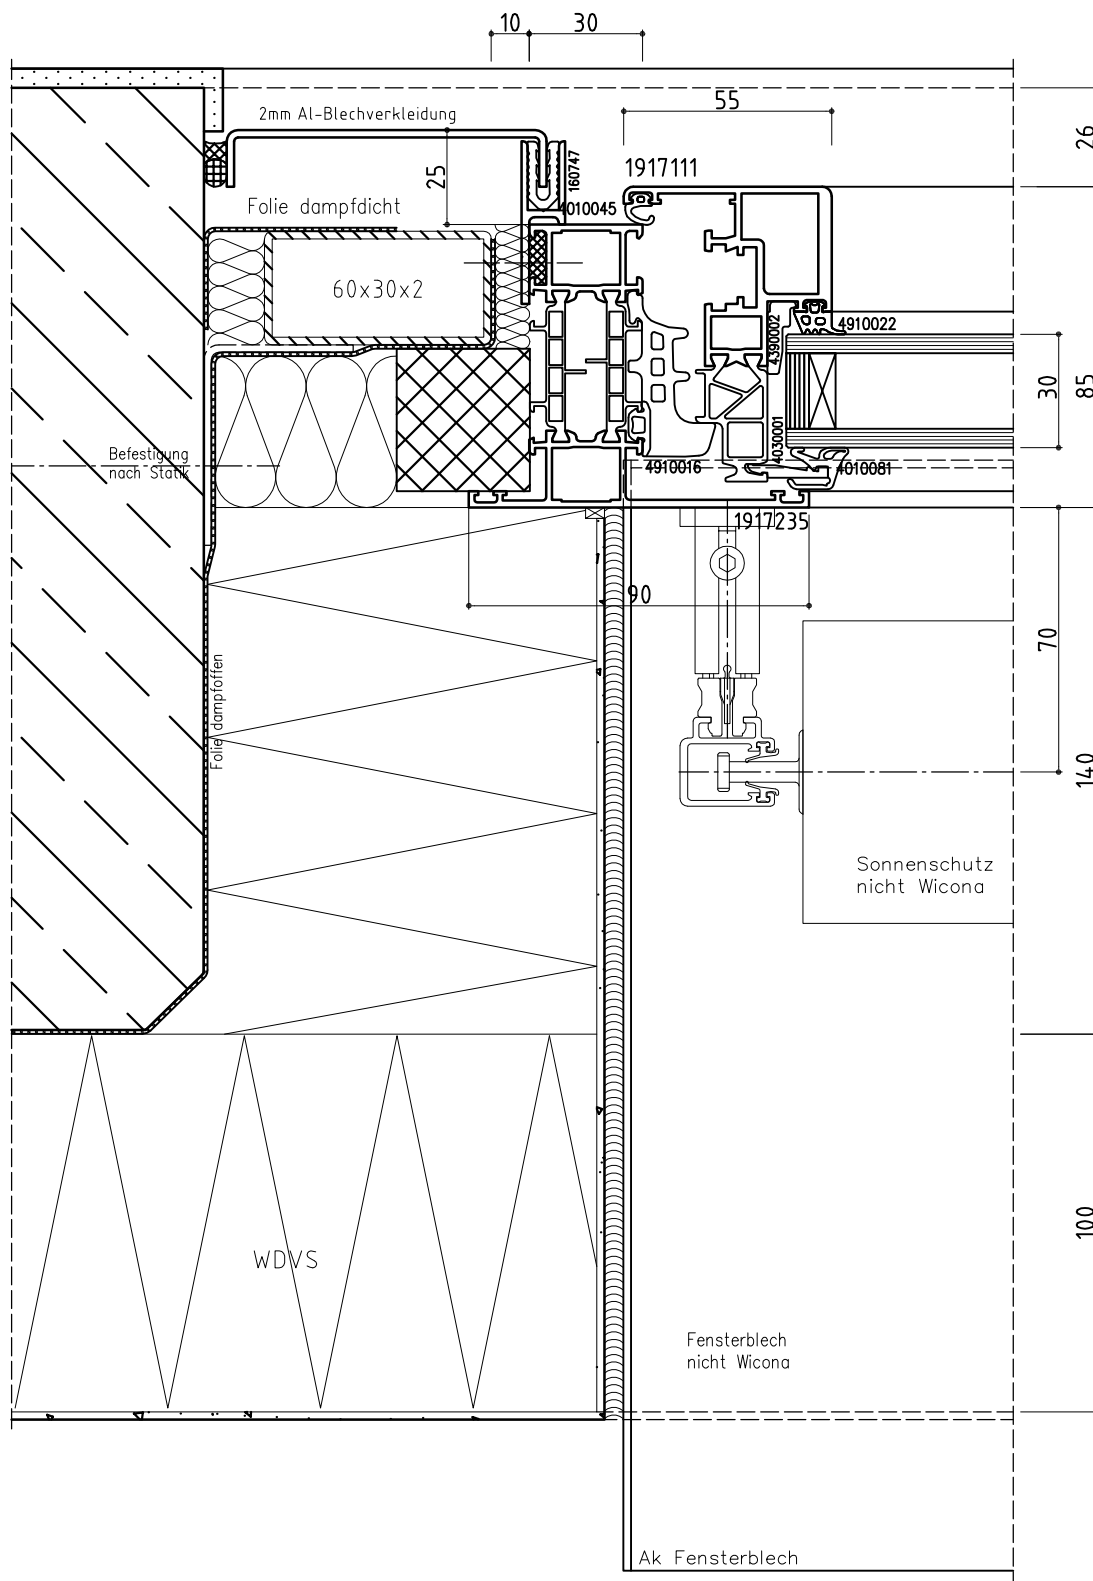 10 30
55
26
2mm Al-Blechverkleidung
25
160747
1917111
4010045
Folie dampfdicht
60x30x2
4390002
4910022
30
85
Befestigung
nach Statik
4030001
4910016
4010081
1917235
90
70
Folie dampfoffen
140
Sonnenschutz
nicht Wicona
100
WDVS
Fensterblech
nicht Wicona
Ak Fensterblech